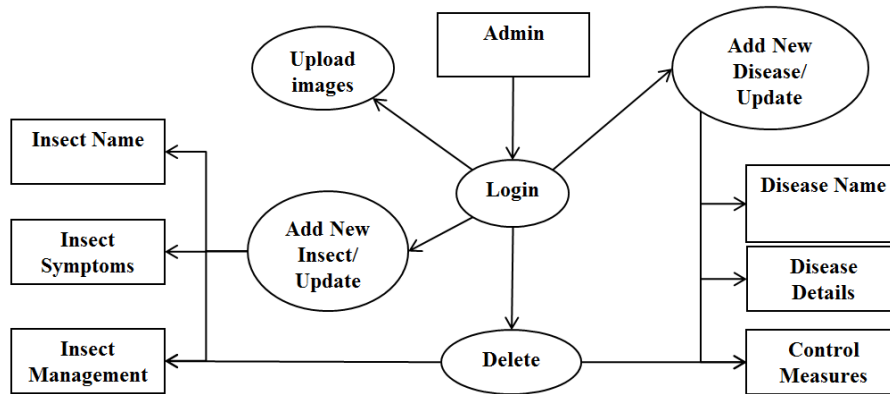 Admin
Upload
images
Add New
Disease/
Update
Insect Name
Login
Disease Name
Add New
Insect/
Update
Insect
Symptoms
Disease
Details
Insect
Management
Delete
Control
Measures